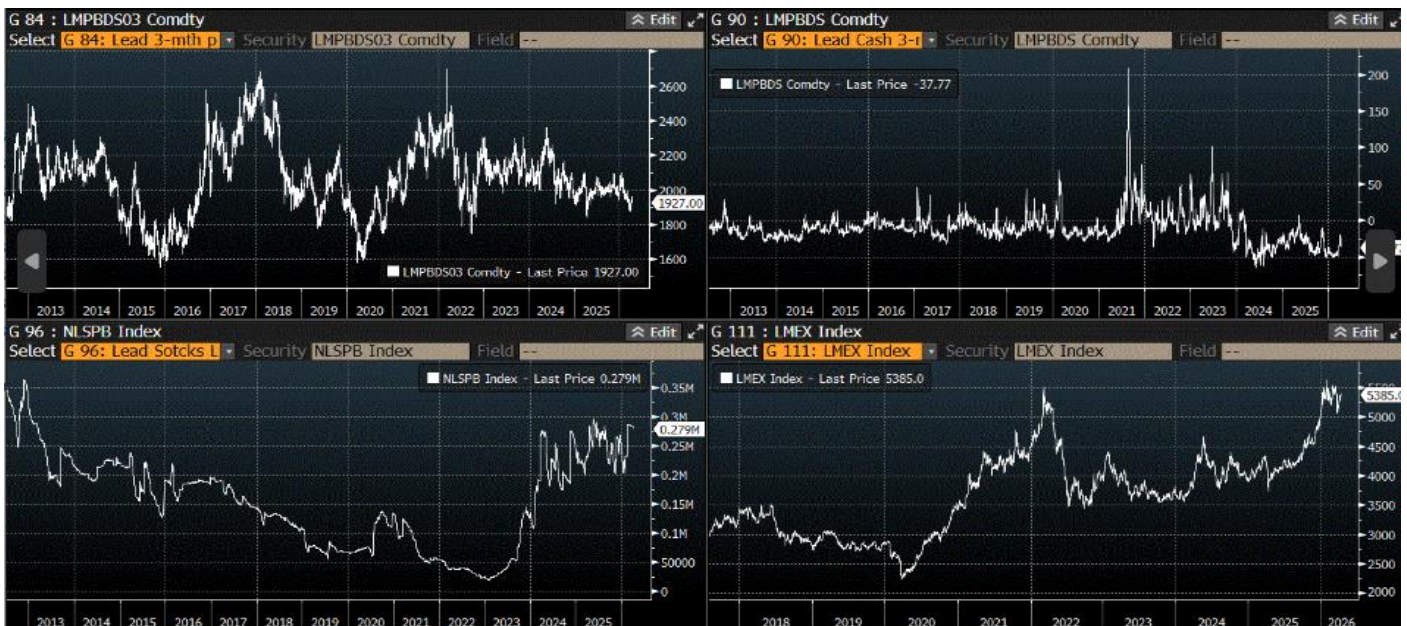 G 84 : LMPBDS03 Comdty
Edit
Select G 84: Lead 3-mth p Security LMPBDS03 Comdty Field --
2600
2400
2200
2000
1927.00
1800
1600
LMPBDS03 Comdty - Last Price 1927.00
2013 2014 2015 2016 2017 2018 2019 2020 2021 2022 2023 2024 2025
G 90 : LMPBDS Comdty
Edit
Select G 90: Lead Cash 3-r Security LMPBDS Comdty Field --
LMPBDS Comdty - Last Price -37.77
200
150
100
50
0
2013 2014 2015 2016 2017 2018 2019 2020 2021 2022 2023 2024 2025
G 96 : NLSPB Index
Edit
Select G 96: Lead Sotcks L Security NLSPB Index Field --
NLSPB Index - Last Price 0.279M
0.35M
0.3M
0.279M
0.25M
0.2M
0.15M
0.1M
50000
0
2013 2014 2015 2016 2017 2018 2019 2020 2021 2022 2023 2024 2025
G 111 : LMEX Index
Edit
Select G 111: LMEX Index Security LMEX Index Field --
LMEX Index - Last Price 5385.0
5500
5385.0
5000
4500
4000
3500
3000
2500
2000
2018 2019 2020 2021 2022 2023 2024 2025 2026